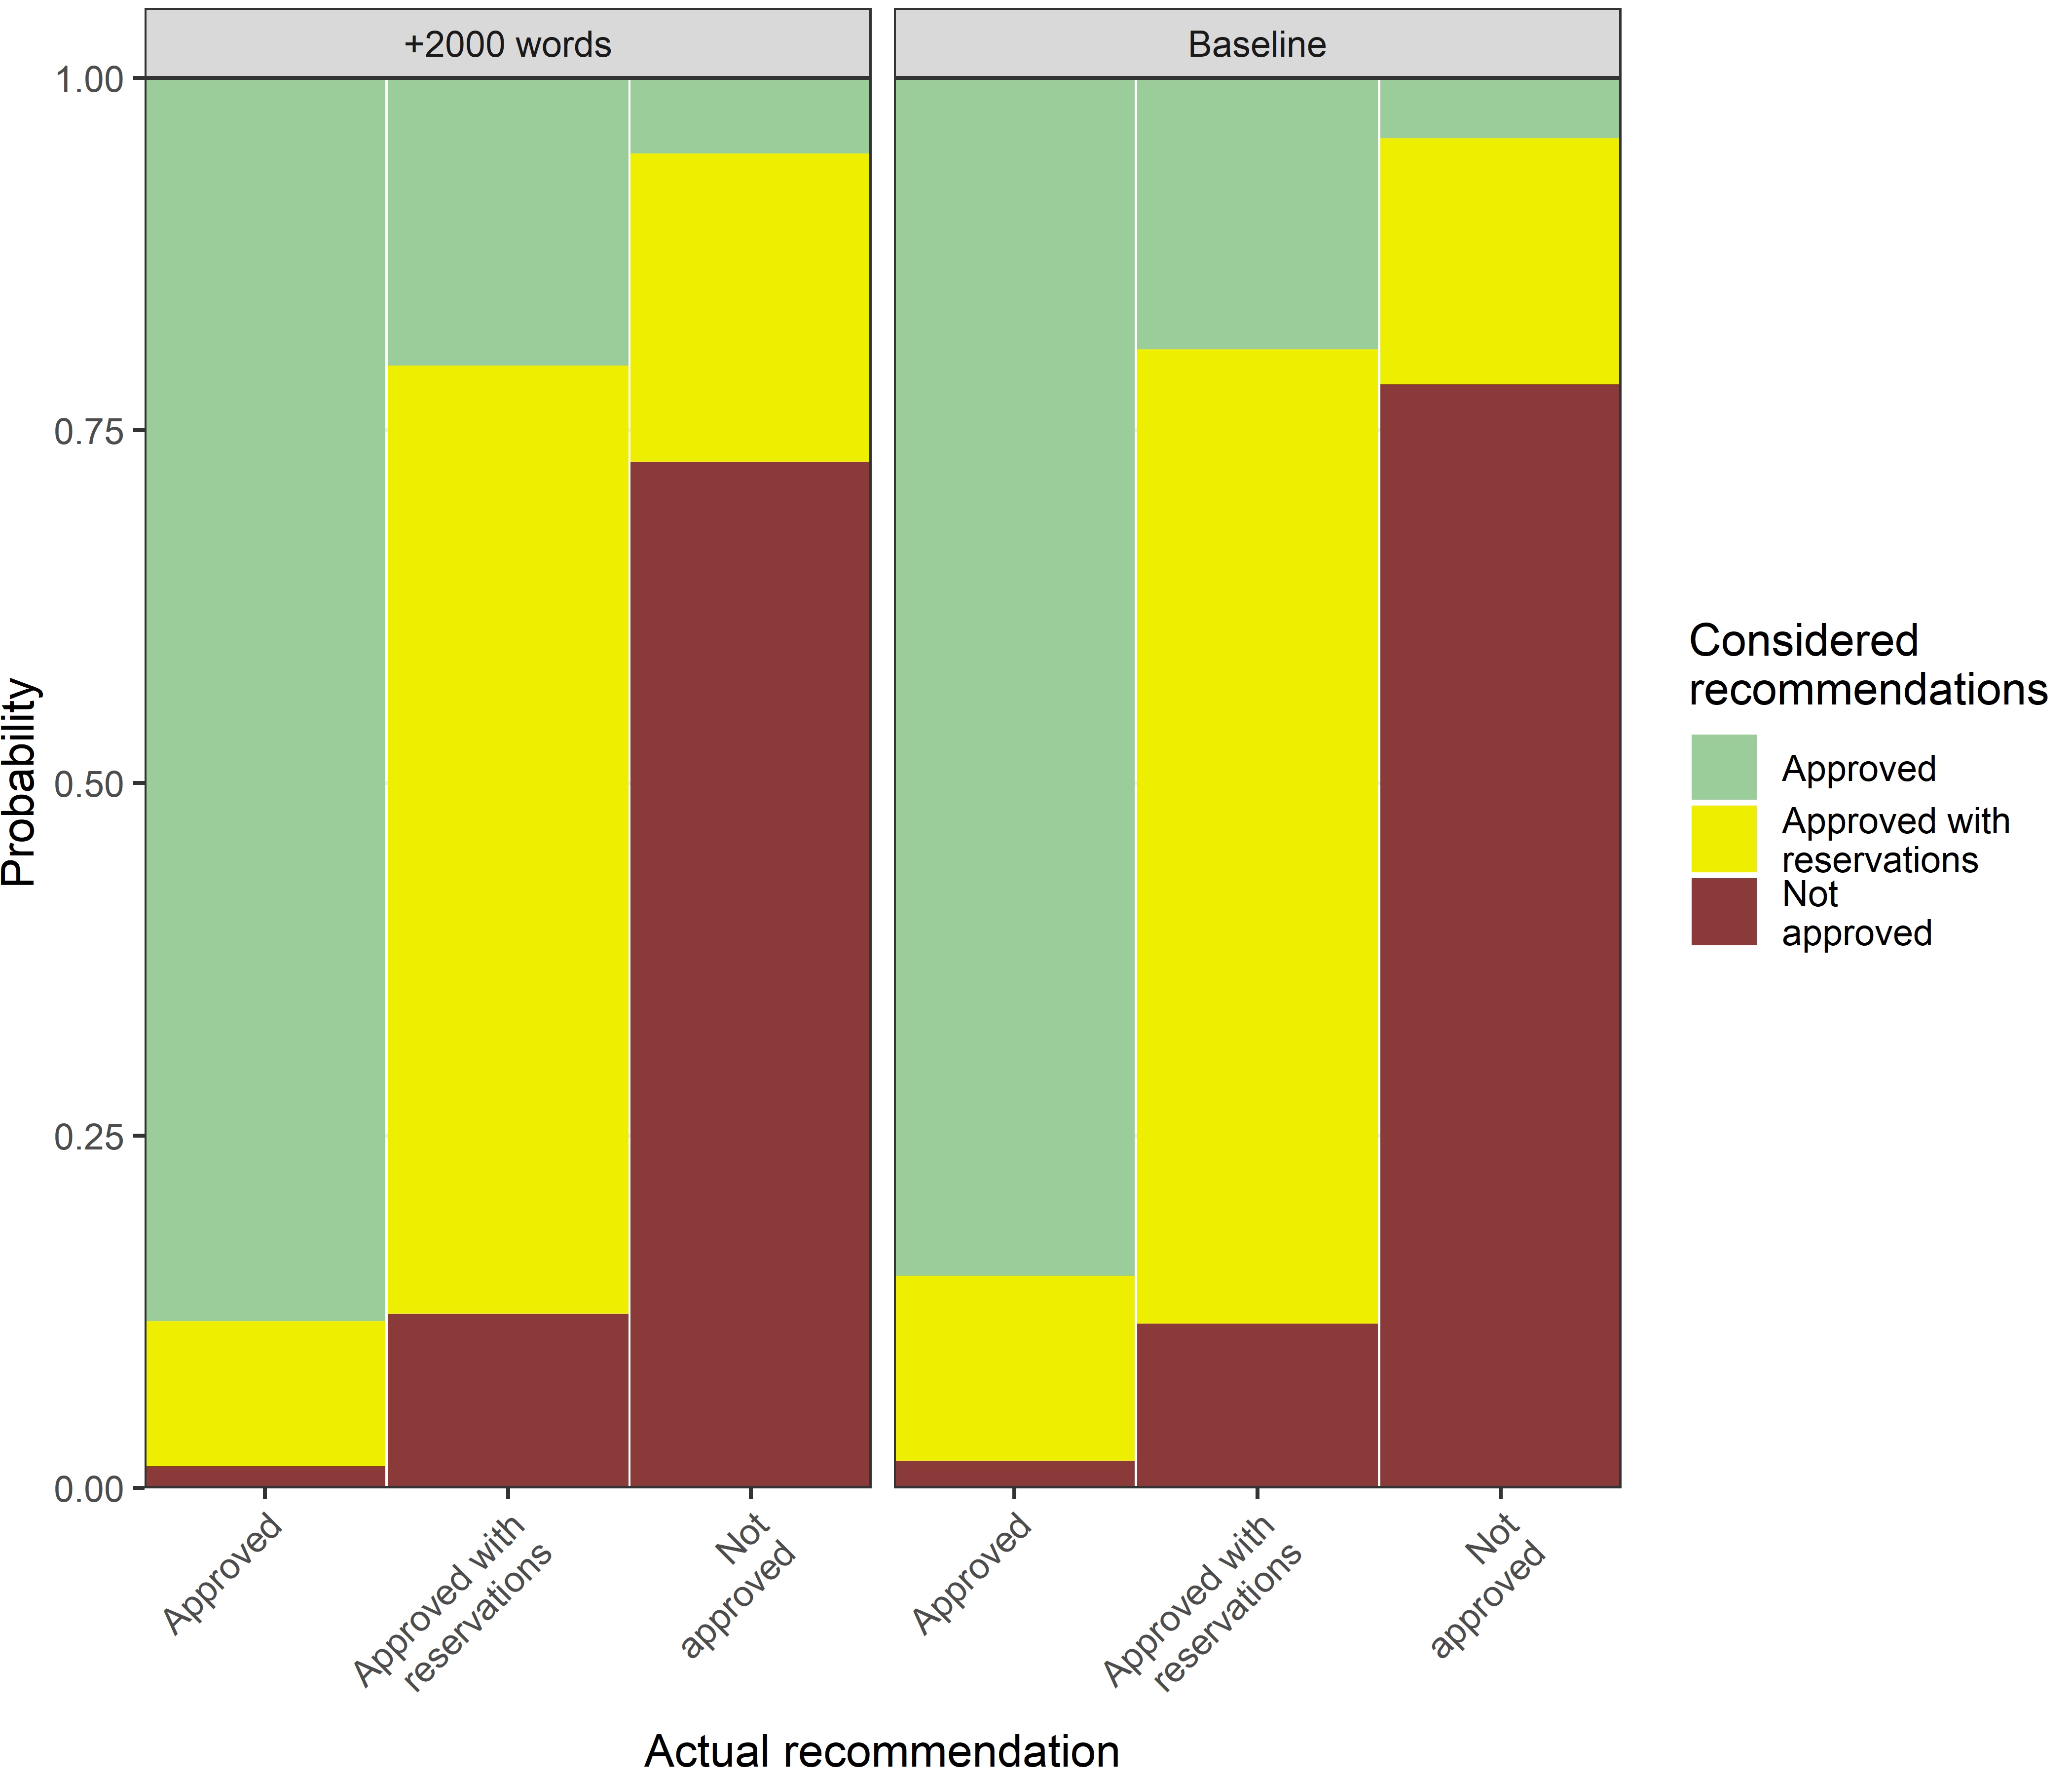 +2000 words
Baseline
1.00
0.75
0.50
0.25
0.00
Probability
Approved
Approved with
reservations
Not
approved
Approved
Approved with
reservations
Not
approved
Actual recommendation
Considered
recommendations
Approved
Approved with
reservations
Not
approved